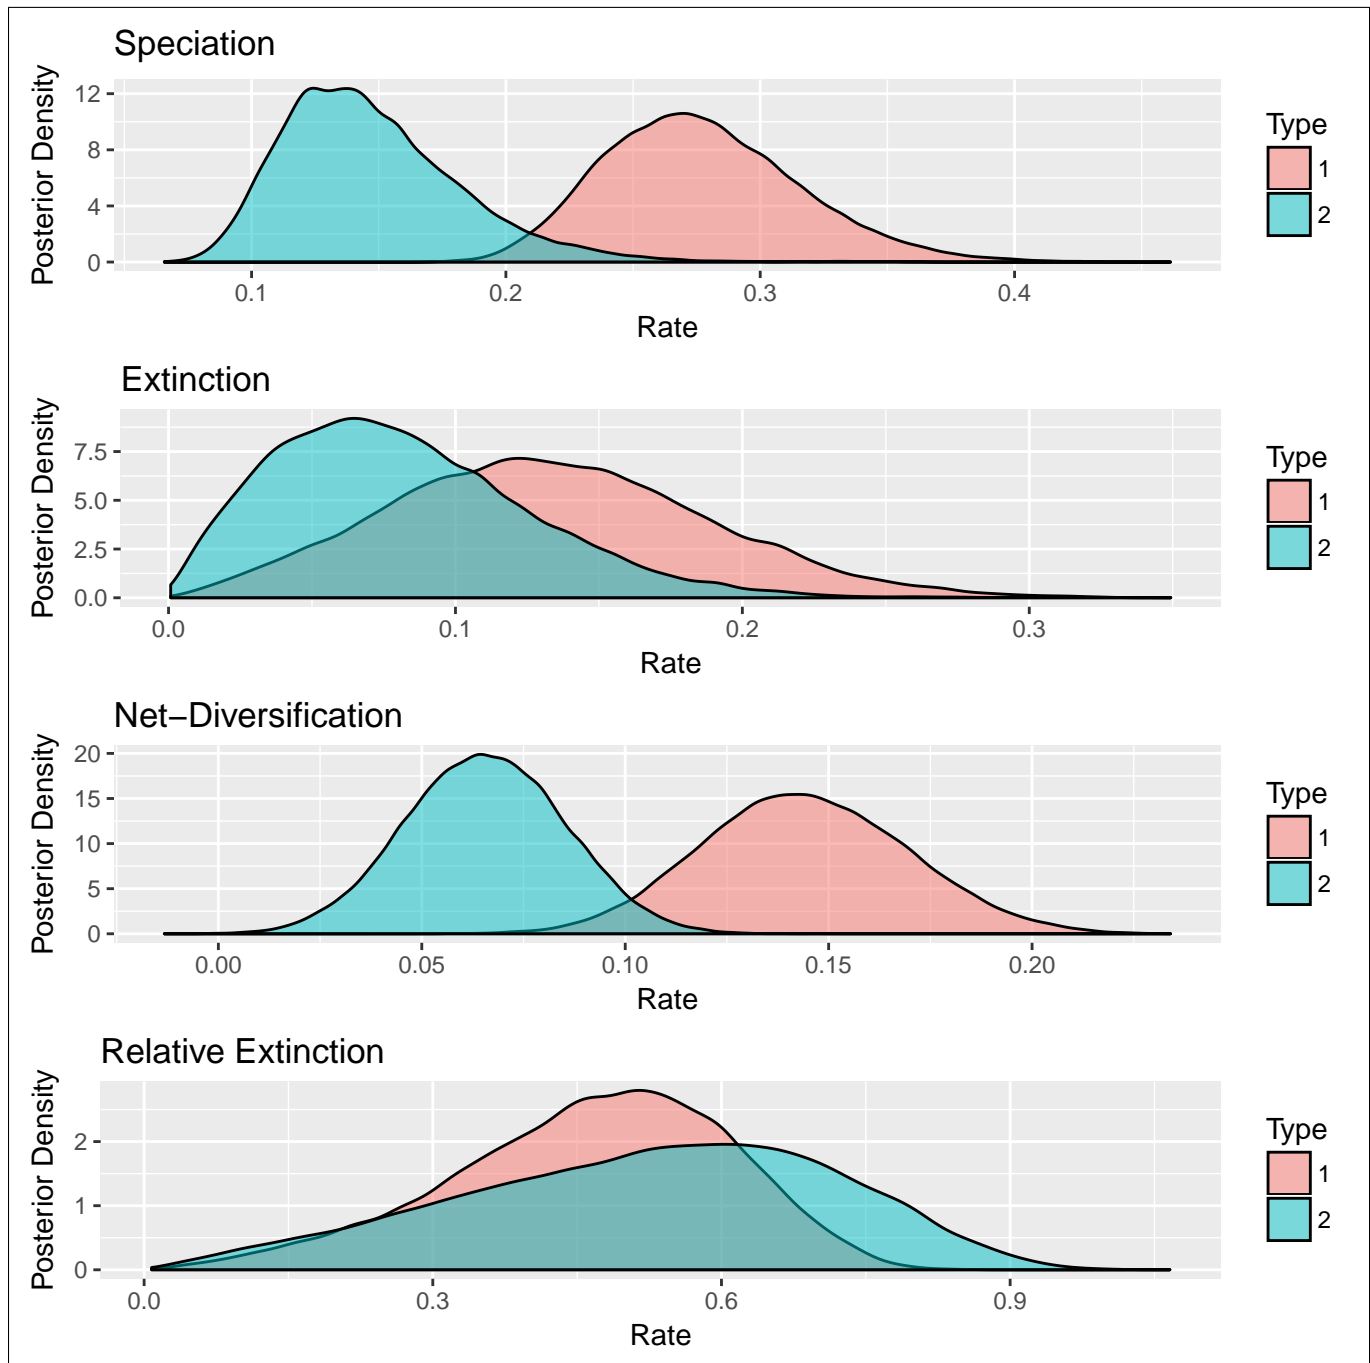 Speciation
Posterior Density
12
8
4
0
0.1 0.2 0.3 0.4
Rate
Type
1
2
Extinction
Posterior Density
7.5
5.0
2.5
0.0
0.0 0.1 0.2 0.3
Rate
Type
1
2
Net−Diversification
Posterior Density
20
15
10
5
0
0.00 0.05 0.10 0.15 0.20
Rate
Type
1
2
Relative Extinction
Posterior Density
2
1
0
0.0 0.3 0.6 0.9
Rate
Type
1
2